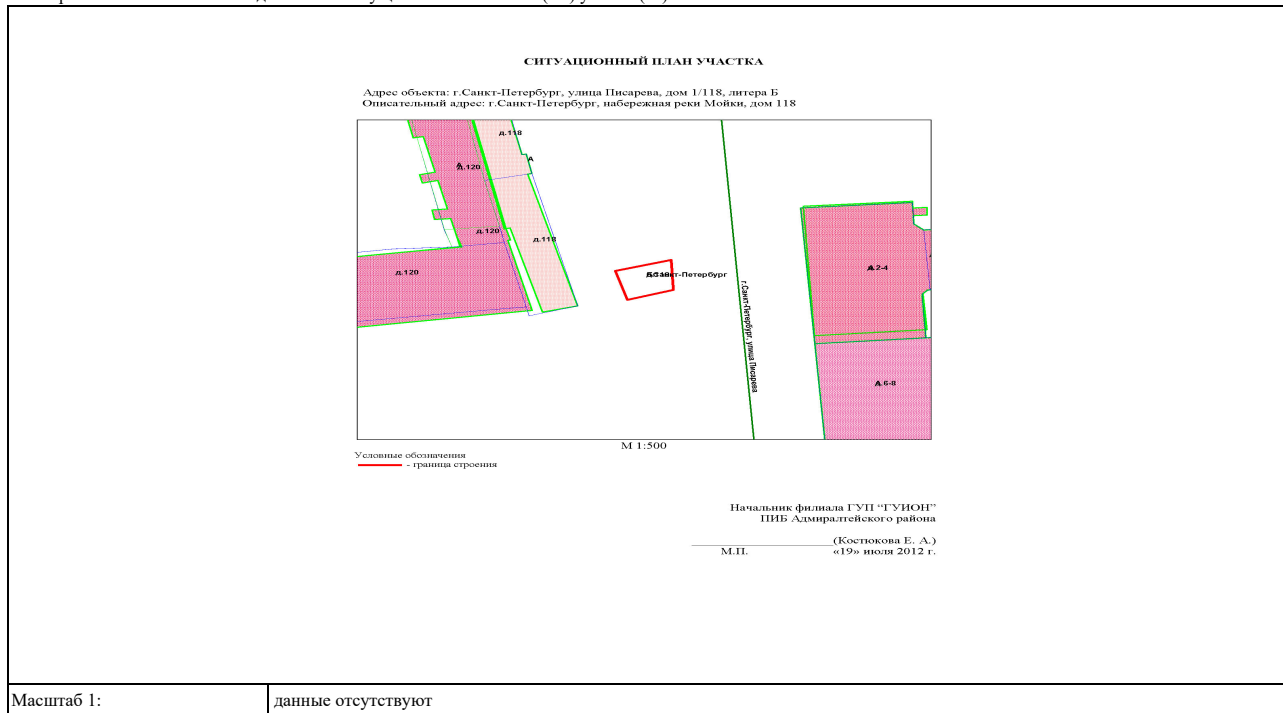 СИТУАЦИОННЫЙ ПЛАН УЧАСТКА
Адрес объекта: г.Санкт-Петербург, улица Писарева, дом 1/118, литера Б
Описательный адрес: г.Санкт-Петербург, набережная реки Мойки, дом 118
д.118
А
д.120
д.120
д.118
д.120
Санкт-Петербург
г.Санкт-Петербург, улица Писарева
2-4
6-8
М 1:500
Условные обозначения
- граница строения
Начальник филиала ГУП “ГУИОН”
ПИБ Адмиралтейского района
(Костюкова Е. А.)
М.П. «19» июля 2012 г.
Масштаб 1: данные отсутствуют